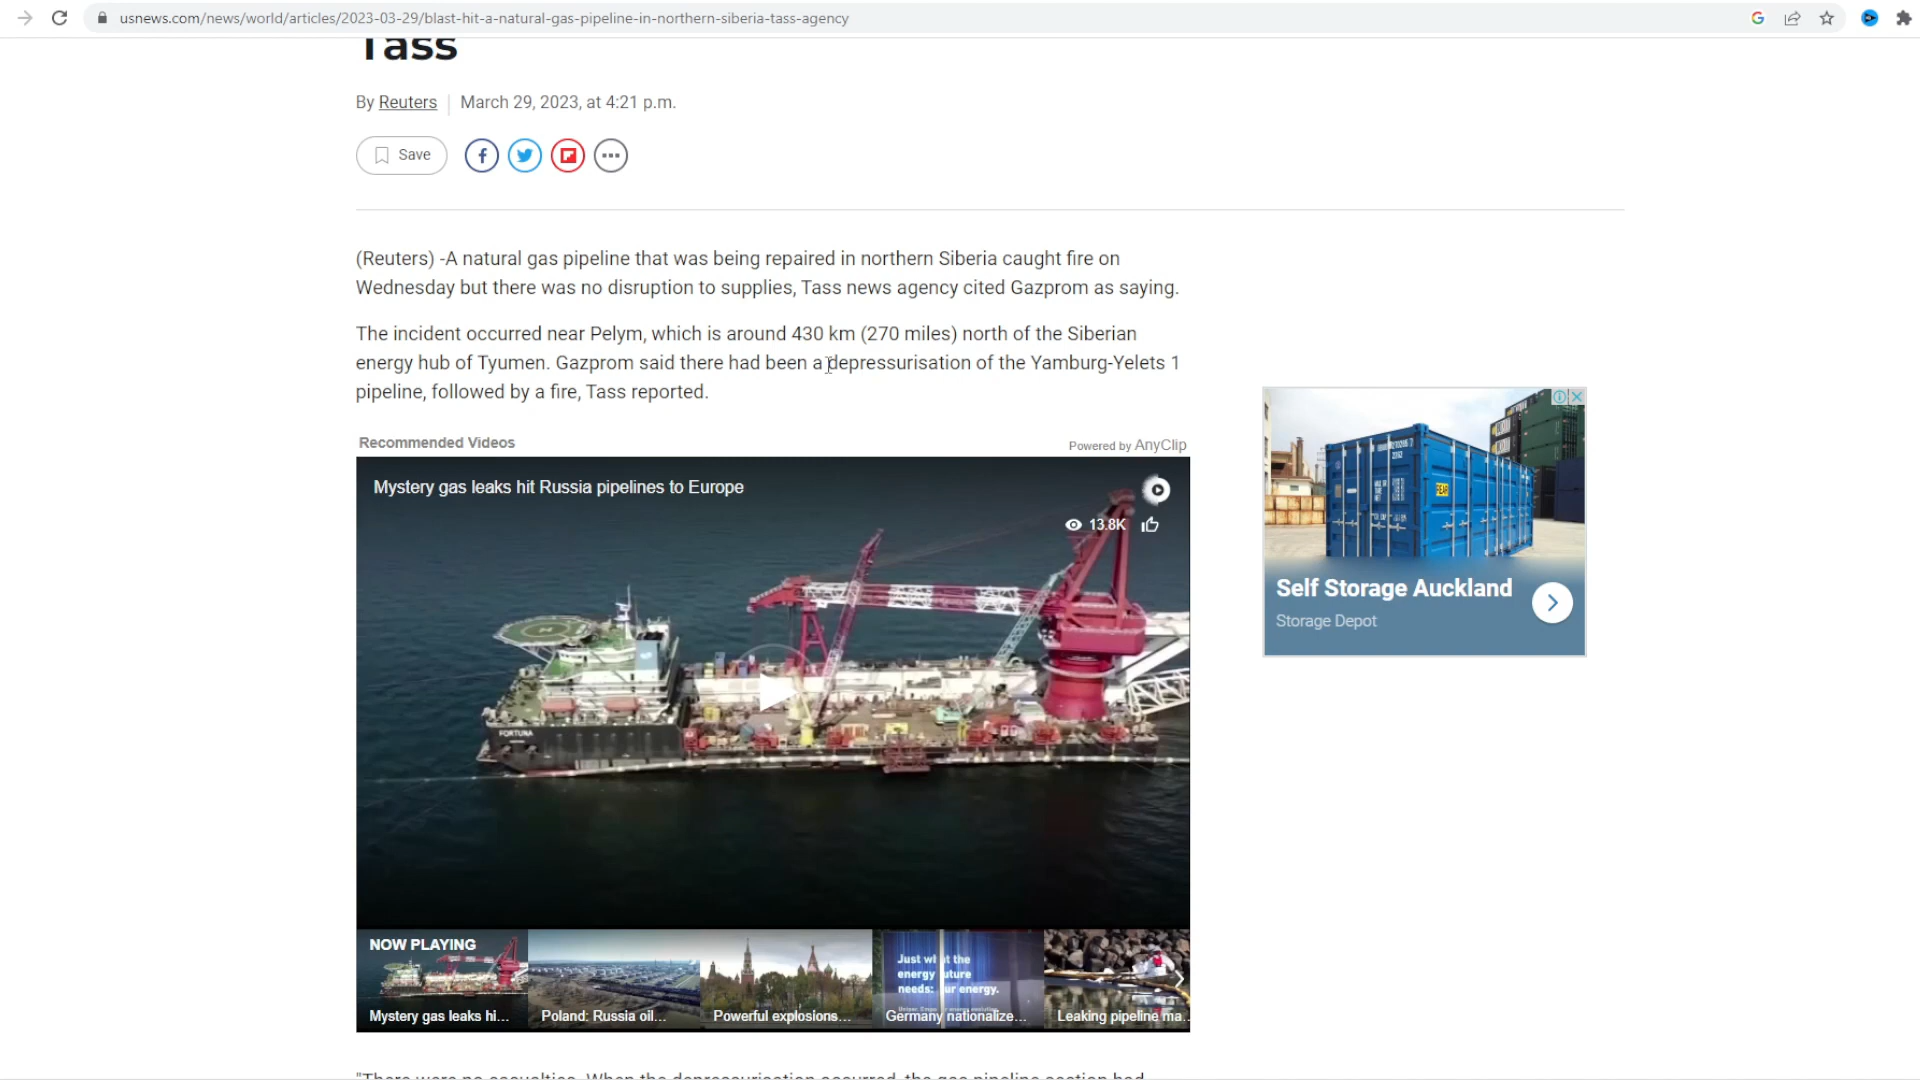 usnews.com/news/world/articles/2023-03-29/blast-hit-a-natural-gas-pipeline-in-northern-siberia-tass-agency
Tass
By Reuters March 29, 2023, at 4:21 p.m.
Save
(Reuters) -A natural gas pipeline that was being repaired in northern Siberia caught fire on
Wednesday but there was no disruption to supplies, Tass news agency cited Gazprom as saying.
The incident occurred near Pelym, which is around 430 km (270 miles) north of the Siberian
energy hub of Tyumen. Gazprom said there had been a depressurisation of the Yamburg-Yelets 1
pipeline, followed by a fire, Tass reported.
Recommended Videos
Powered by AnyClip
Mystery gas leaks hit Russia pipelines to Europe
13.8K
FORTUNA
Self Storage Auckland
Storage Depot
NOW PLAYING
Mystery gas leaks hi...
Poland: Russia oil...
Powerful explosions...
Just what the
energy future
needs: our energy.
Germany nationalize...
Leaking pipeline ma
"There were no casualties. When the depressurisation occurred, the gas pipeline section had